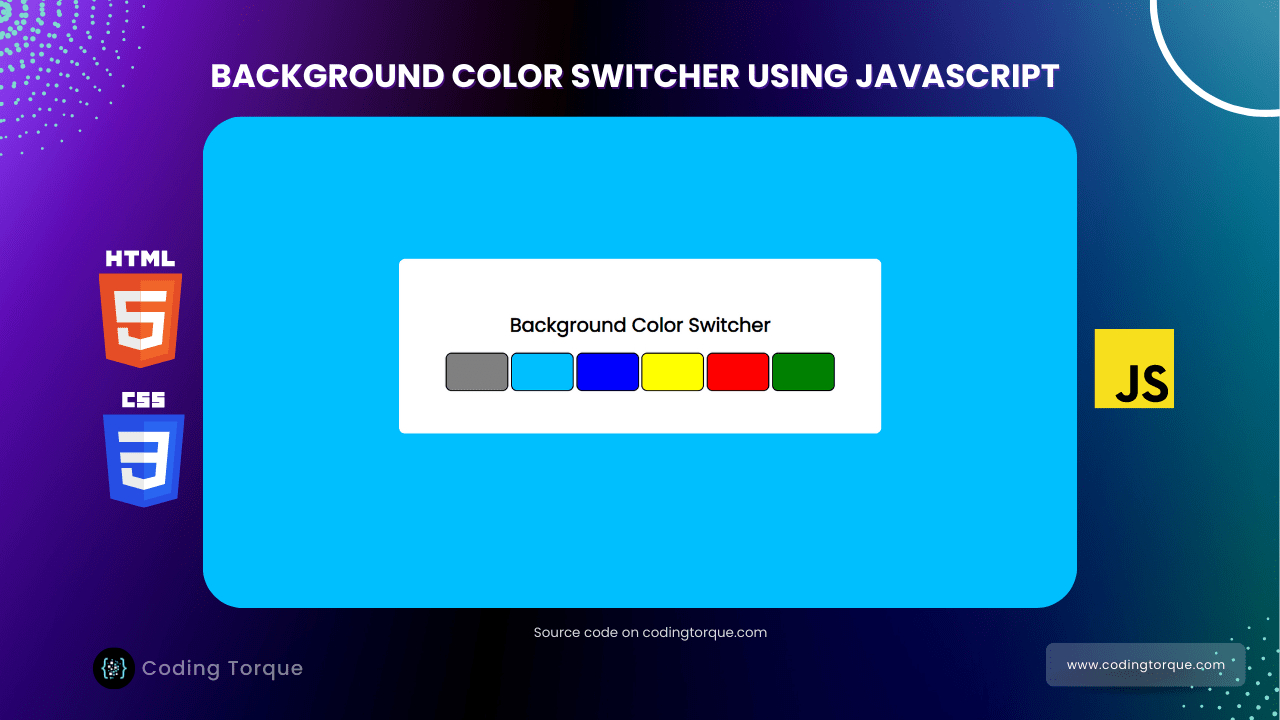 BACKGROUND COLOR SWITCHER USING JAVASCRIPT
HTML
5
CSS
3
Background Color Switcher
JS
Source code on codingtorque.com
Coding Torque
www.codingtorque.com